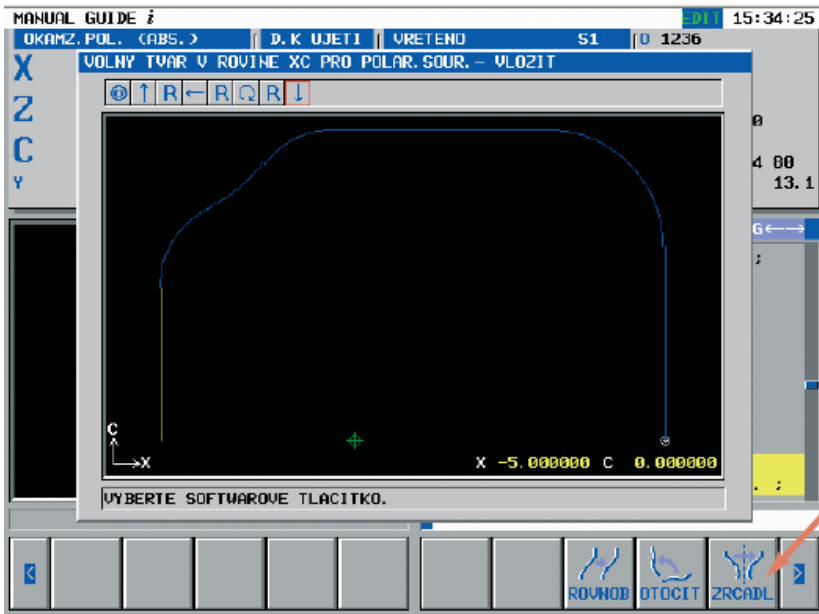 MANUAL GUIDE i EDIT 15:34:25
OKAMZ.POL. (ABS.) D.K UJETI VRETENO S1 O 1236
X VOLNY TVAR V ROVINE XC PRO POLAR.SOUR.- VLOZIT
R R R
Z
0
C
4 80
Y 13.1
G
;
C
X X -5.000000 C 0.000000
. ;
VYBERTE SOFTWAROVE TLACITKO.
ROVNOB OTOCIT ZRCADL